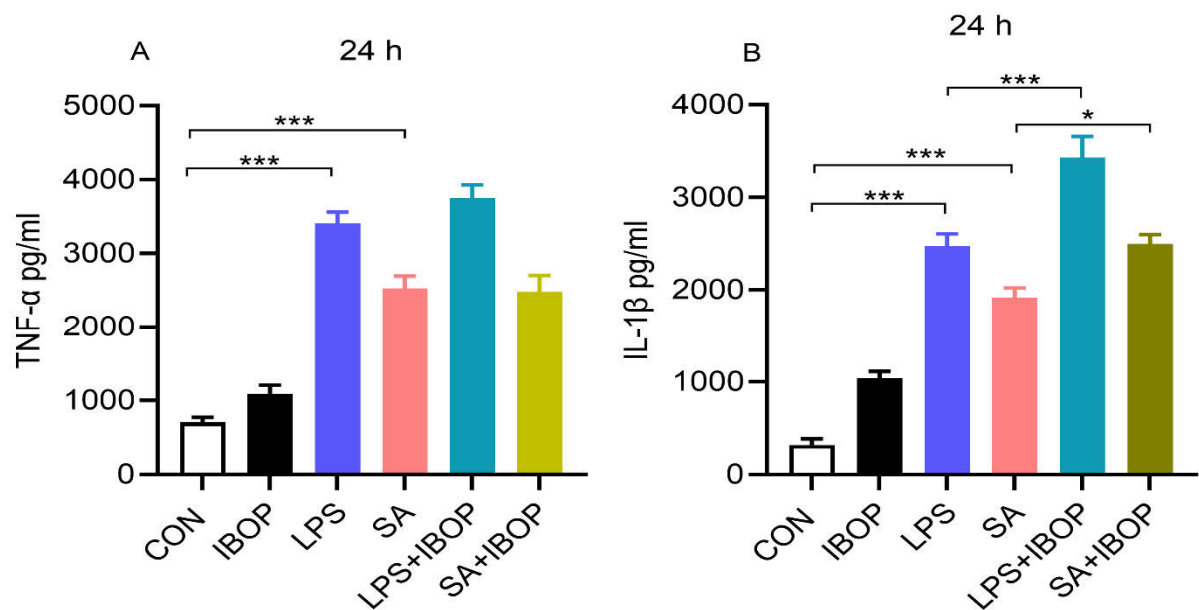 A
24 h
TNF-α pg/ml
5000
4000
3000
2000
1000
0
***
***
CON
IBOP
LPS
SA
LPS+IBOP
SA+IBOP
B
24 h
IL-1β pg/ml
4000
3000
2000
1000
0
***
*
***
***
CON
IBOP
LPS
SA
LPS+IBOP
SA+IBOP